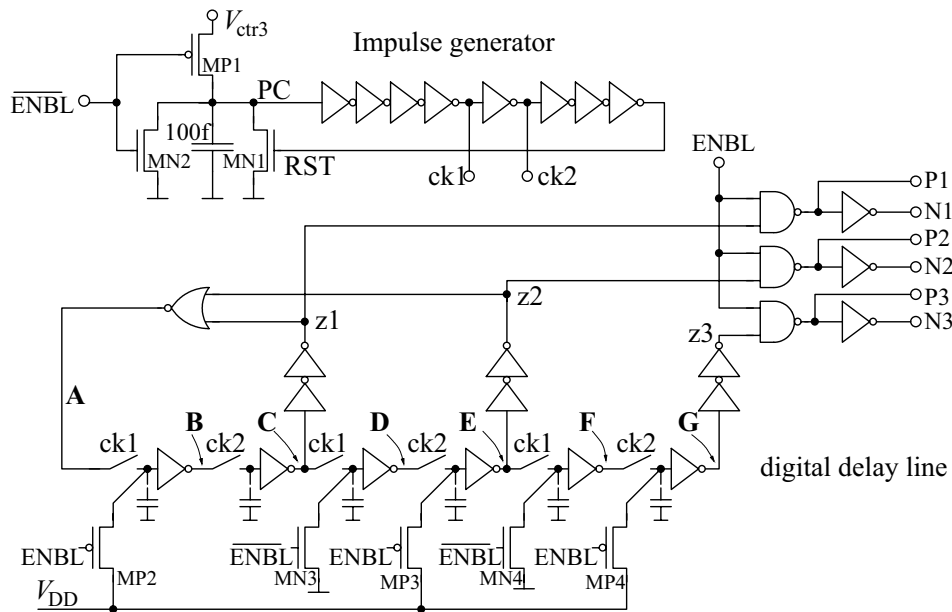 V_ctr3
Impulse generator
MP1
ENBL
PC
100f
MN2
MN1
RST
ck1
ck2
ENBL
P1
N1
P2
N2
P3
N3
z1
z2
z3
A
B
C
D
E
F
G
ck1
ck2
ck1
ck2
ck1
ck2
digital delay line
ENBL
MP2
ENBL
MN3
ENBL
MP3
ENBL
MN4
ENBL
MP4
V_DD